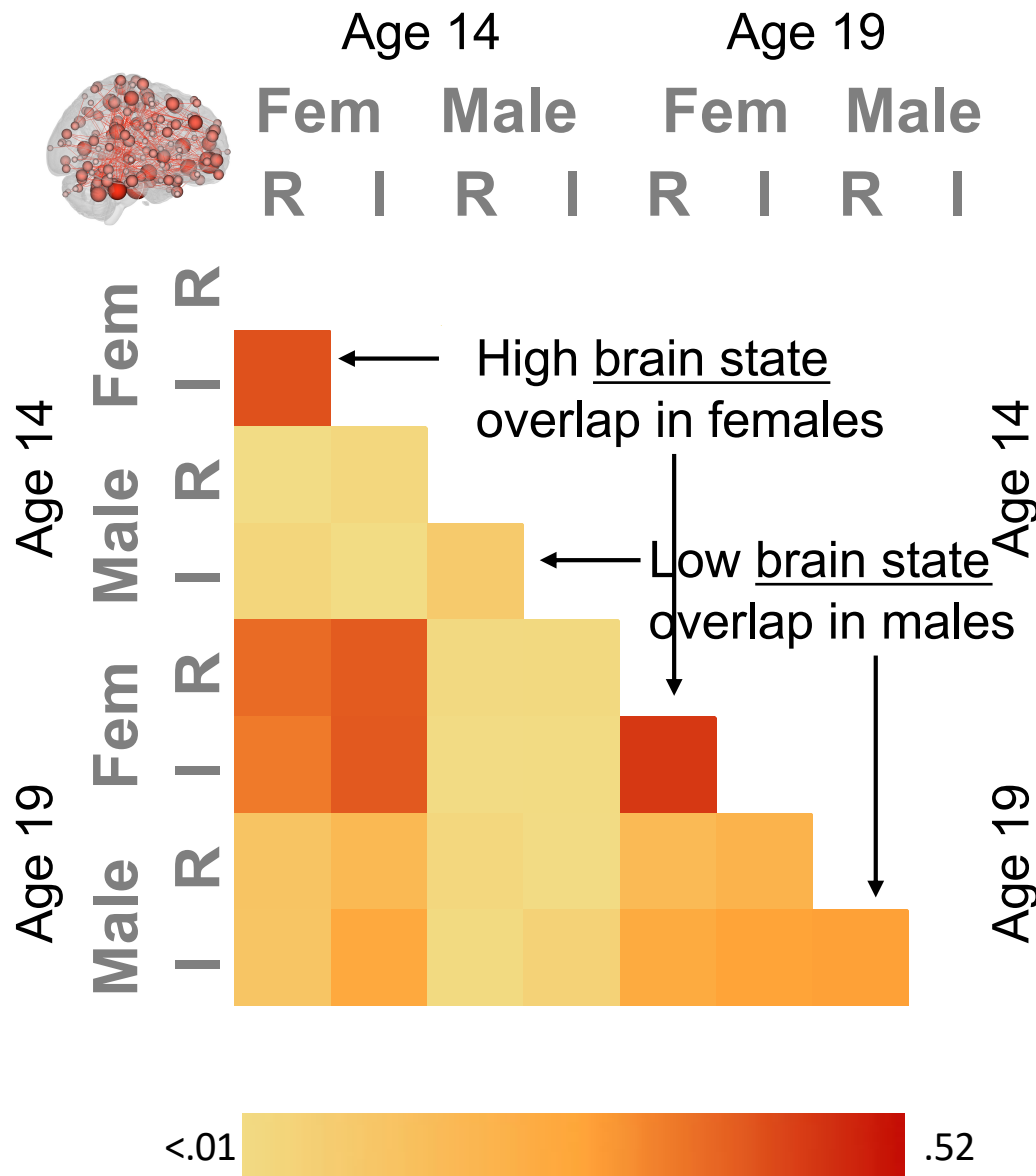 Age 14 Age 19
Fem Male Fem Male
R I R I R I R I
Age 14
Fem
R
I
High brain state
overlap in females
Male
R
I
Low brain state
overlap in males
Age 14
Age 19
Fem
R
I
Male
R
I
Age 19
<.01 .52